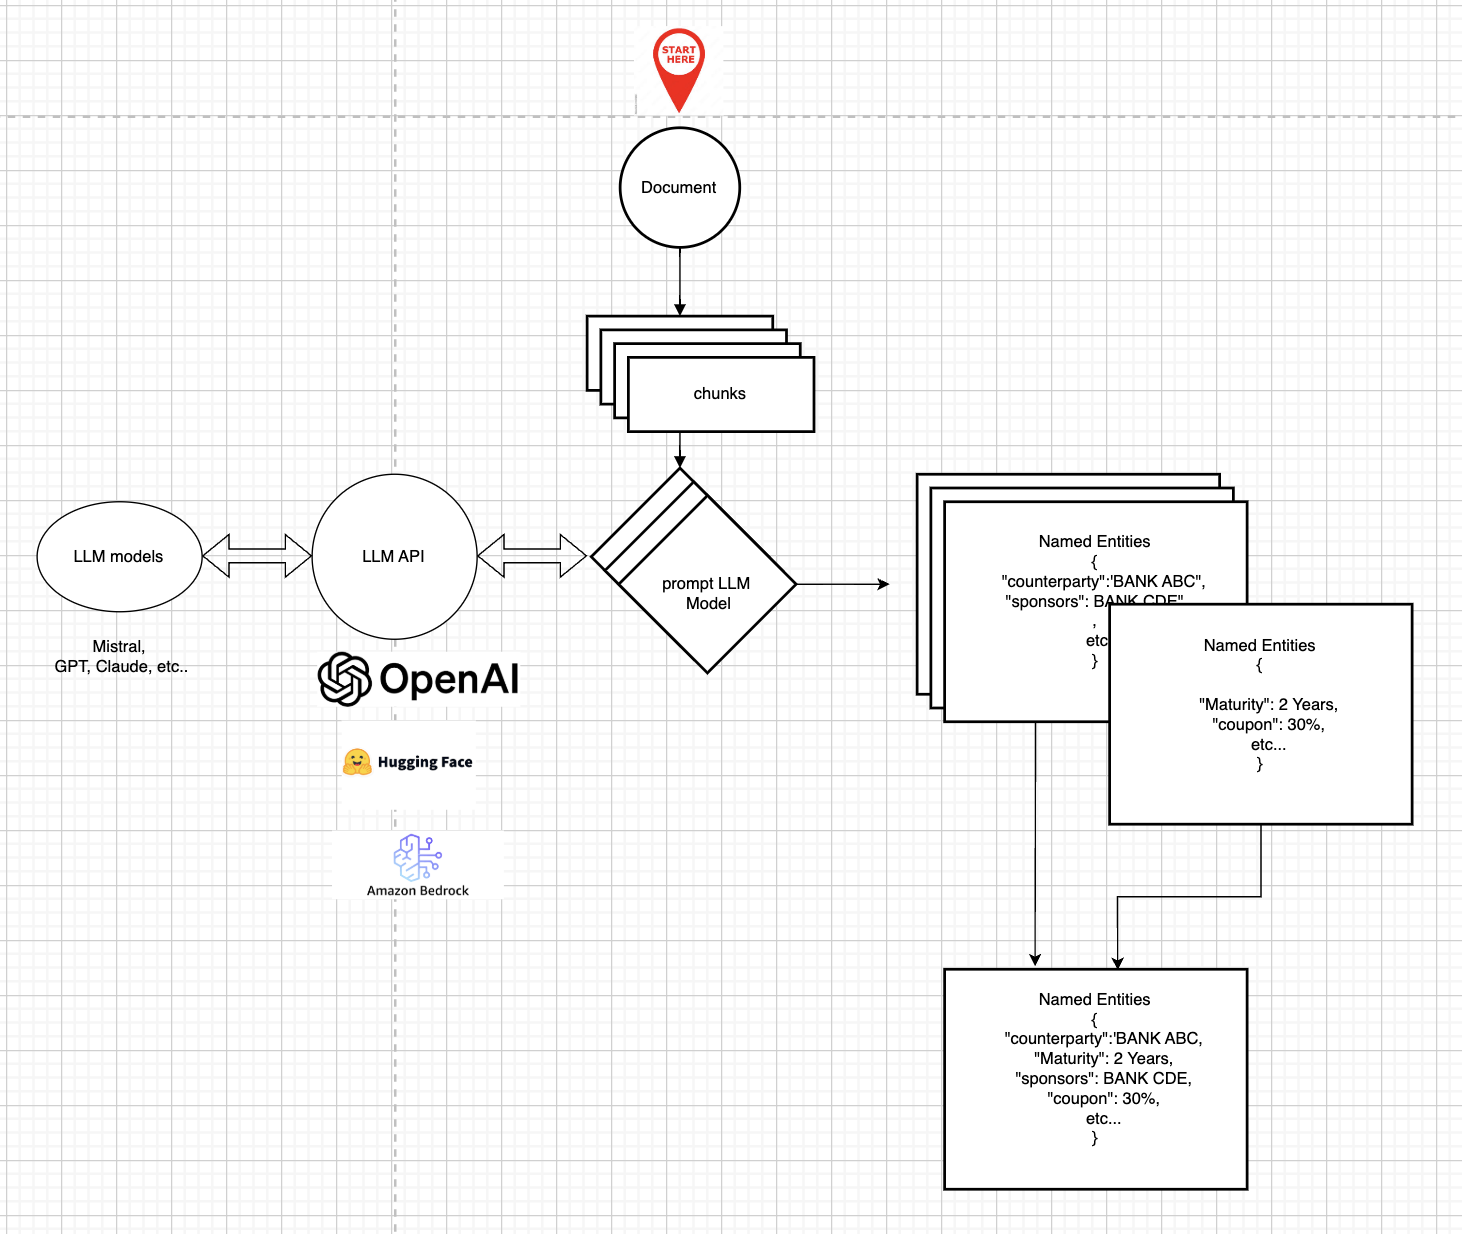 START
HERE
Document
chunks
LLM models
LLM API
prompt LLM
Model
Mistral,
GPT, Claude, etc..
OpenAI
Hugging Face
Amazon Bedrock
Named Entities
{
"counterparty":'BANK ABC",
"sponsors": BANK CDE"
,
etc
}
Named Entities
{
"Maturity": 2 Years,
"coupon": 30%,
etc...
}
Named Entities
{
"counterparty":'BANK ABC,
"Maturity": 2 Years,
"sponsors": BANK CDE,
"coupon": 30%,
etc...
}